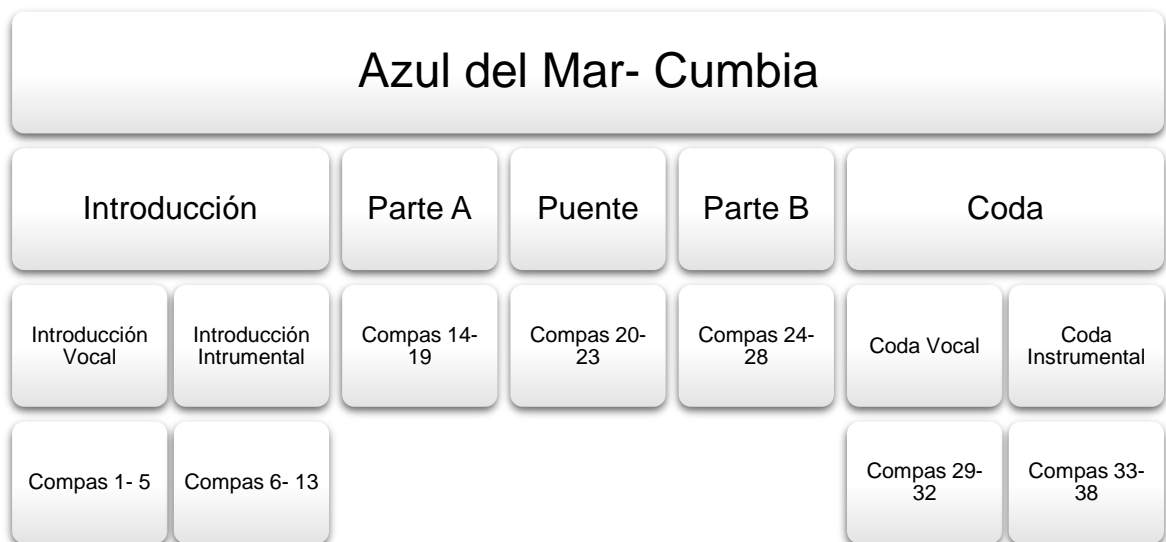 Azul del Mar- Cumbia
Introducción
Parte A
Puente
Parte B
Coda
Introducción
Vocal
Introducción
Intrumental
Compas 14-
19
Compas 20-
23
Compas 24-
28
Coda Vocal
Coda
Instrumental
Compas 1- 5
Compas 6- 13
Compas 29-
32
Compas 33-
38